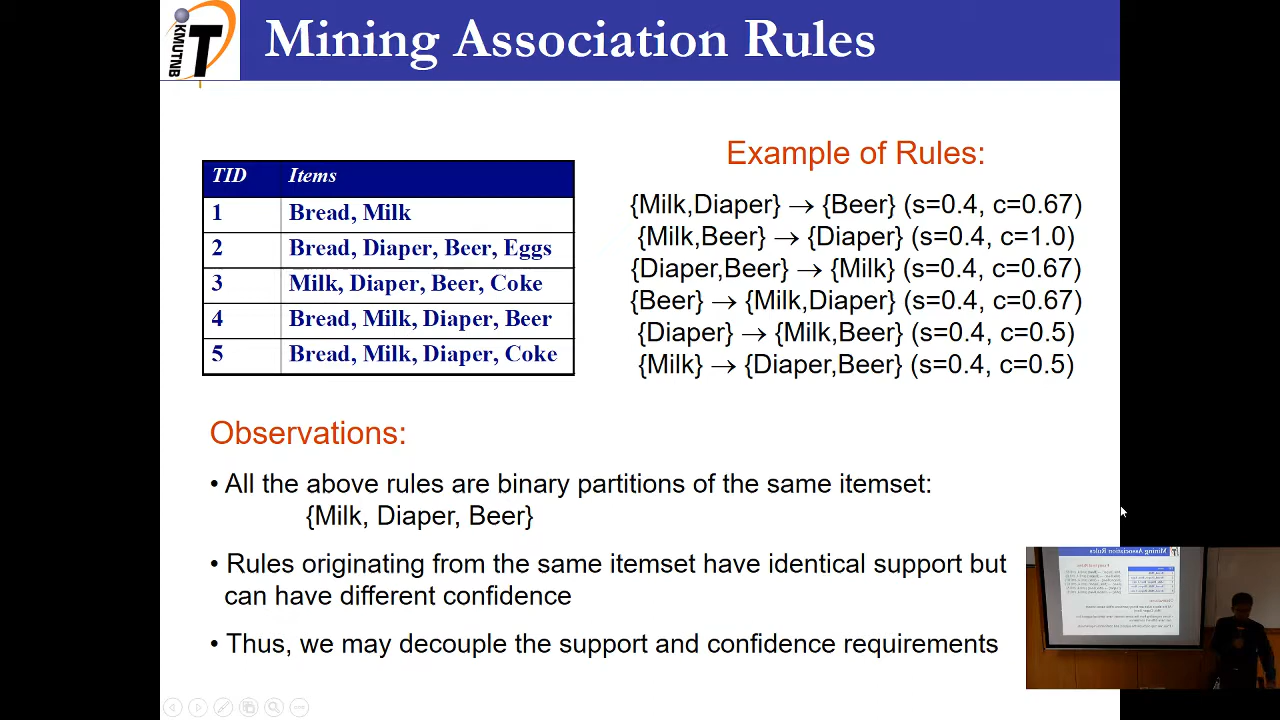 KMUTNB
T
Mining Association Rules
TID Items
1 Bread, Milk
2 Bread, Diaper, Beer, Eggs
3 Milk, Diaper, Beer, Coke
4 Bread, Milk, Diaper, Beer
5 Bread, Milk, Diaper, Coke
Example of Rules:
{Milk,Diaper} → {Beer} (s=0.4, c=0.67)
{Milk,Beer} → {Diaper} (s=0.4, c=1.0)
{Diaper,Beer} → {Milk} (s=0.4, c=0.67)
{Beer} → {Milk,Diaper} (s=0.4, c=0.67)
{Diaper} → {Milk,Beer} (s=0.4, c=0.5)
{Milk} → {Diaper,Beer} (s=0.4, c=0.5)
Observations:
• All the above rules are binary partitions of the same itemset:
{Milk, Diaper, Beer}
• Rules originating from the same itemset have identical support but
can have different confidence
• Thus, we may decouple the support and confidence requirements
Mining Association Rules